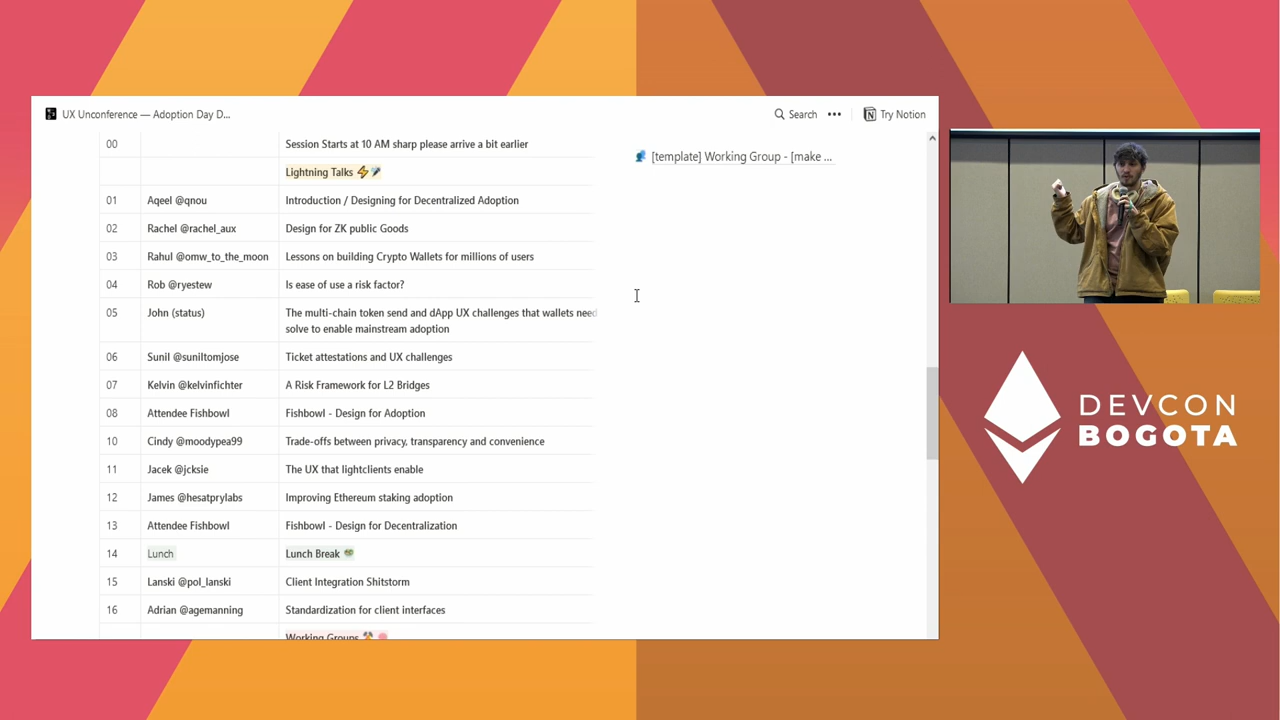 UX Unconference — Adoption Day D...
Search
Try Notion
00 Session Starts at 10 AM sharp please arrive a bit earlier
Lightning Talks
01 Aqeel @qnou Introduction / Designing for Decentralized Adoption
02 Rachel @rachel_aux Design for ZK public Goods
03 Rahul @omw_to_the_moon Lessons on building Crypto Wallets for millions of users
04 Rob @ryestew Is ease of use a risk factor?
05 John (status) The multi-chain token send and dApp UX challenges that wallets need
solve to enable mainstream adoption
06 Sunil @suniltomjose Ticket attestations and UX challenges
07 Kelvin @kelvinfichter A Risk Framework for L2 Bridges
08 Attendee Fishbowl Fishbowl - Design for Adoption
10 Cindy @moodypea99 Trade-offs between privacy, transparency and convenience
11 Jacek @jcksie The UX that lightclients enable
12 James @hesatprylabs Improving Ethereum staking adoption
13 Attendee Fishbowl Fishbowl - Design for Decentralization
14 Lunch Lunch Break
15 Lanski @pol_lanski Client Integration Shitstorm
16 Adrian @agemanning Standardization for client interfaces
Working Groups
[template] Working Group - [make ...
DEVCON
BOGOTA